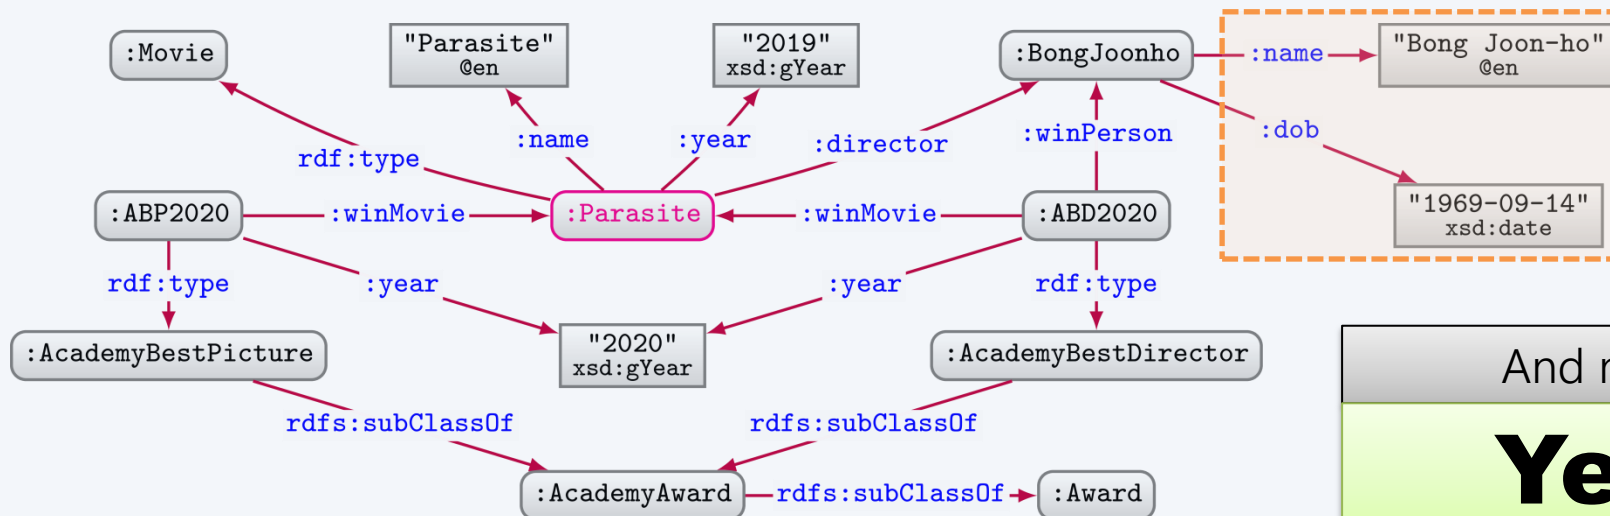 :Movie
"Parasite"
@en
"2019"
xsd:gYear
:BongJoonho
:name
"Bong Joon-ho"
@en
rdf:type
:name
:year
:director
:winPerson
:dob
:ABP2020
:winMovie
:Parasite
:winMovie
:ABD2020
"1969-09-14"
xsd:date
rdf:type
:year
:year
rdf:type
:AcademyBestPicture
"2020"
xsd:gYear
:AcademyBestDirector
And
rdfs:subClassOf
rdfs:subClassOf
:AcademyAward
rdfs:subClassOf
:Award